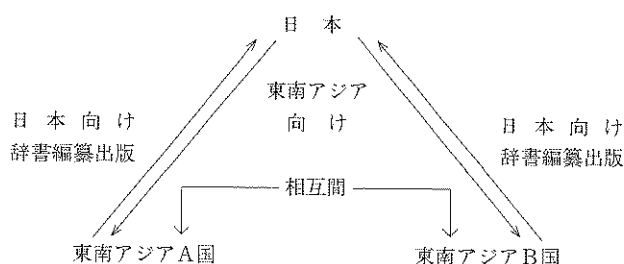 日本
東南アジア
向け
日本向け
辞書編纂出版
日本向け
辞書編纂出版
相互間
東南アジアA国
東南アジアB国